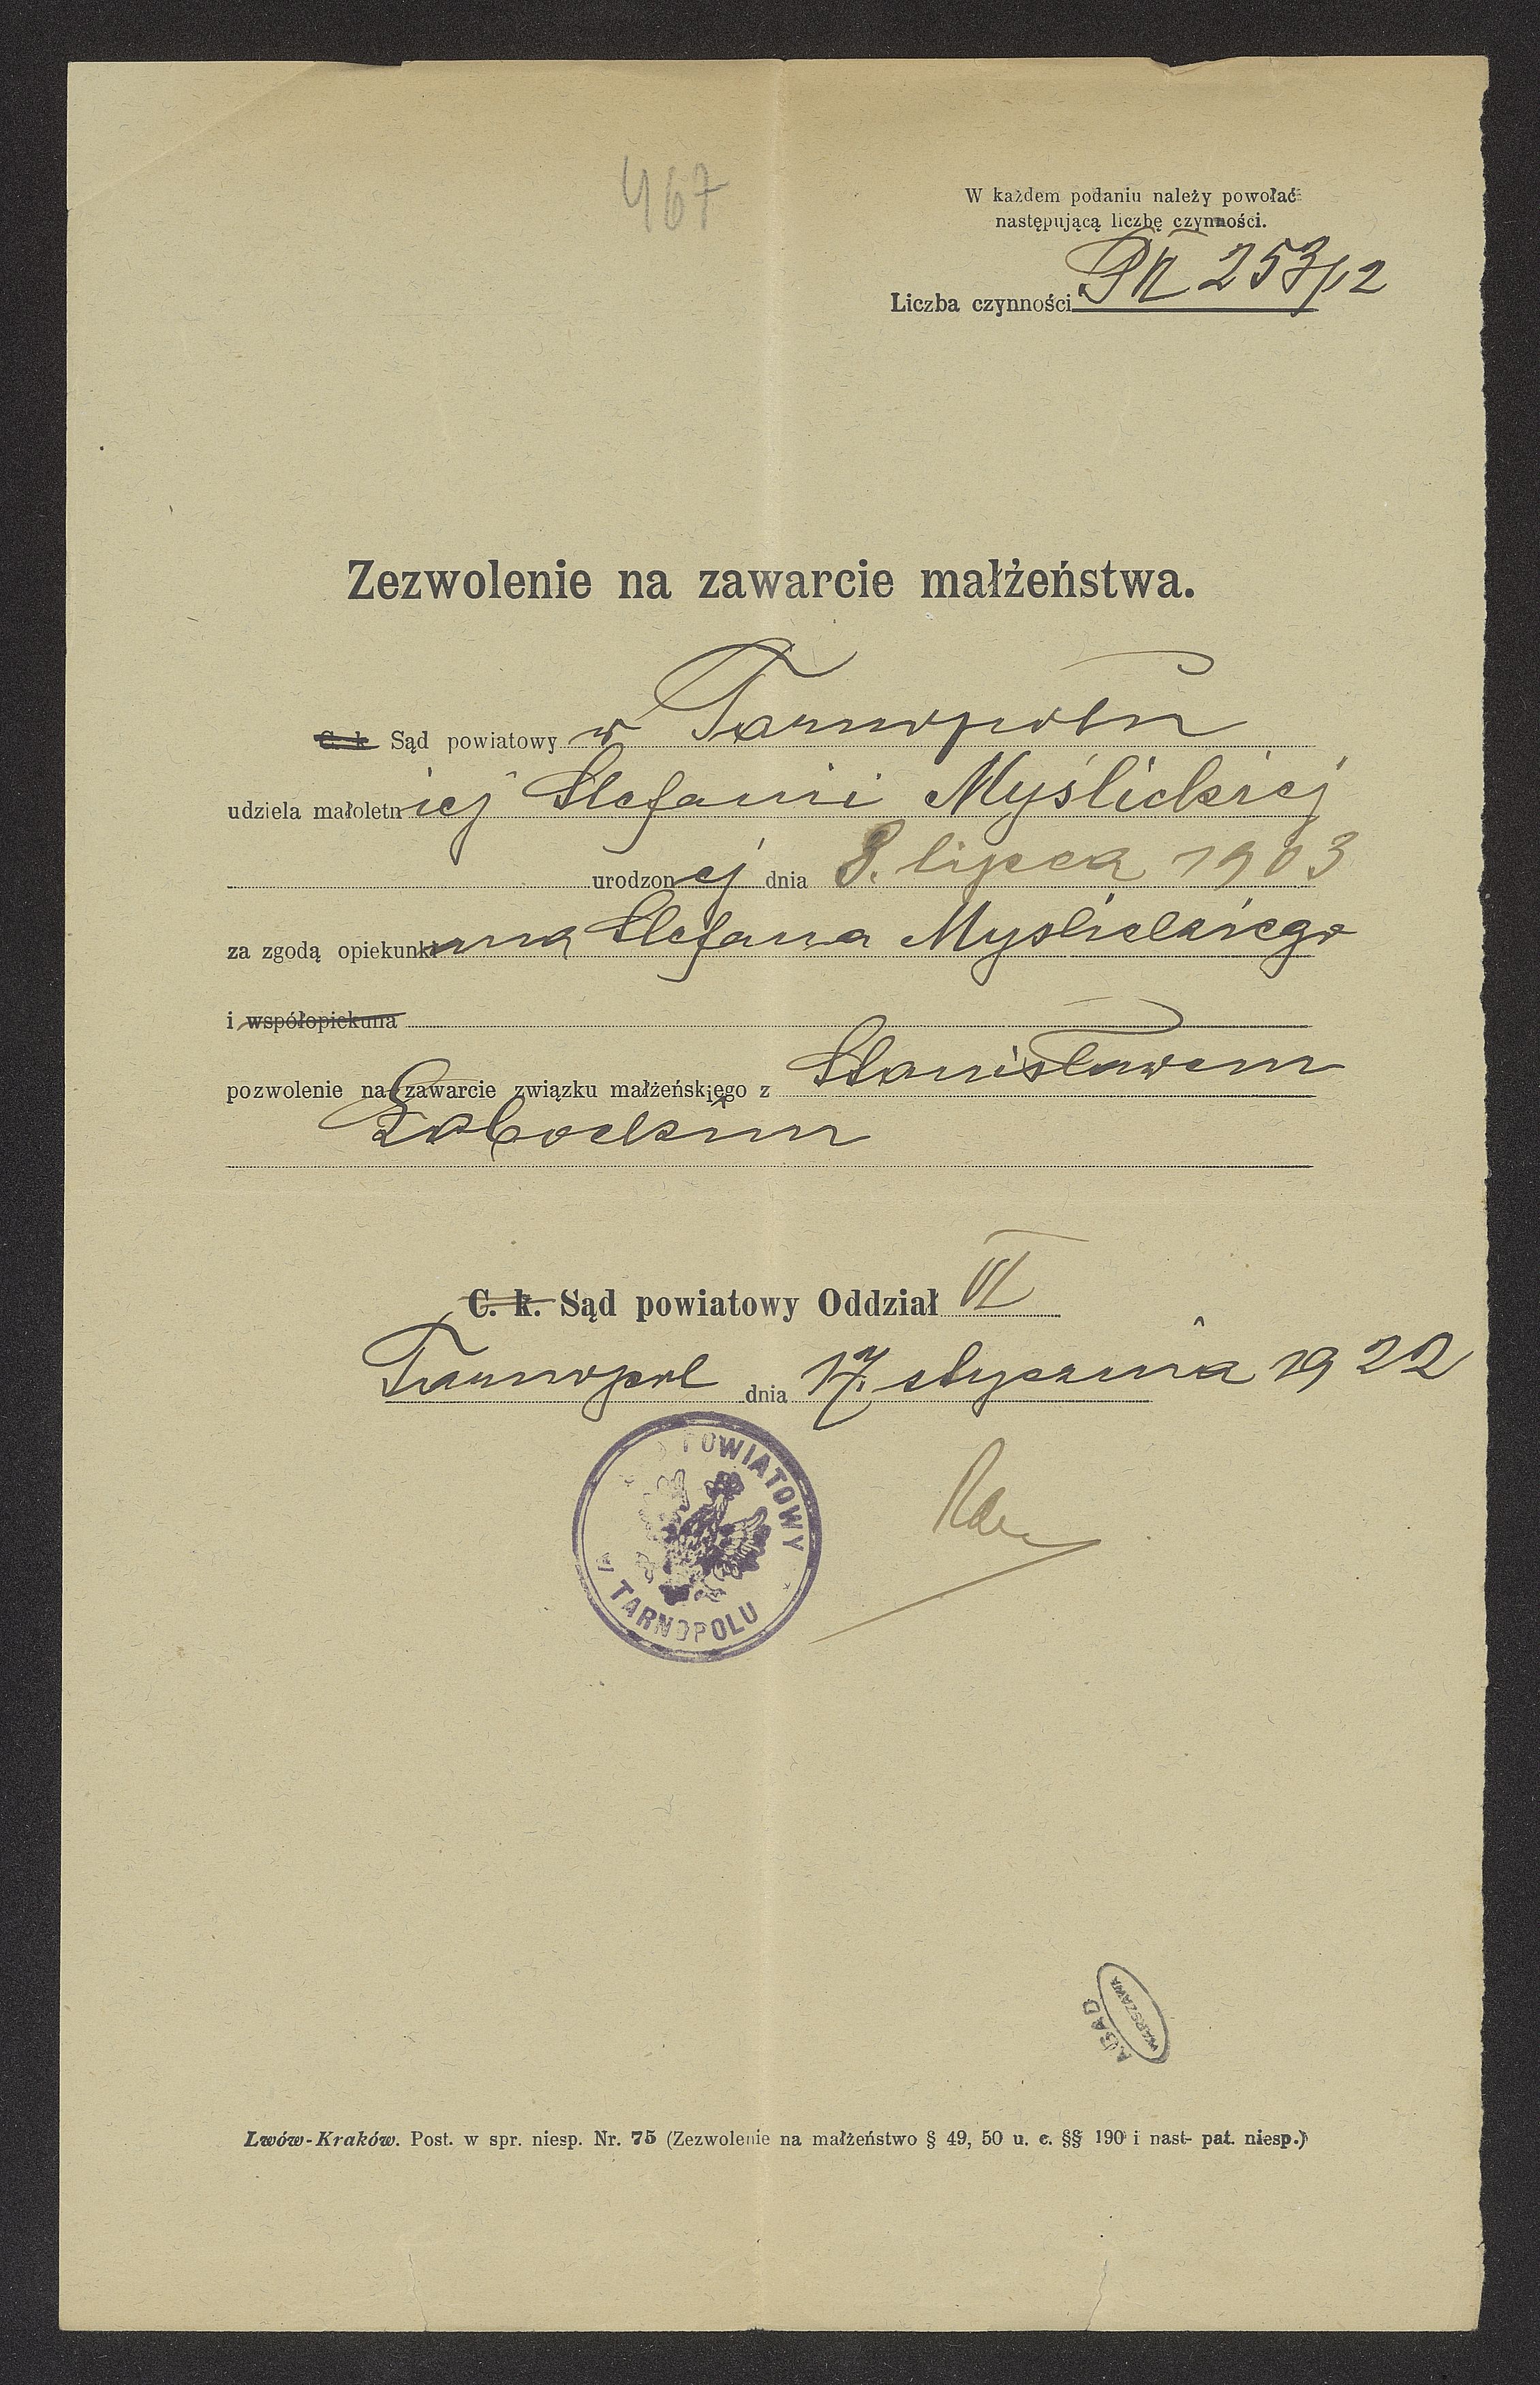 467
W każdem podaniu należy powołać
następującą liczbę czynności.
Liczba czynności 253/12
Zezwolenie na zawarcie małżeństwa.
C. k. Sąd powiatowy w Tarnopolu
udziela małoletniej Stefanii Myślickiej
urodzonej dnia 8. lipca 1903
za zgodą opiekuna Stefana Myślickiego
i współopiekuna
pozwolenie na zawarcie związku małżeńskiego z Stanisławem
C. k. Sąd powiatowy Oddział VI
Tarnopol dnia 17. stycznia 1922
POWIATOWY
W TARNOPOLU
AGAD
WARSZAWA
Lwów-Kraków. Post. w spr. niesp. Nr. 75 (Zezwolenie na małżeństwo § 49, 50 u. c. §§ 190 i nast- pat. niesp.)